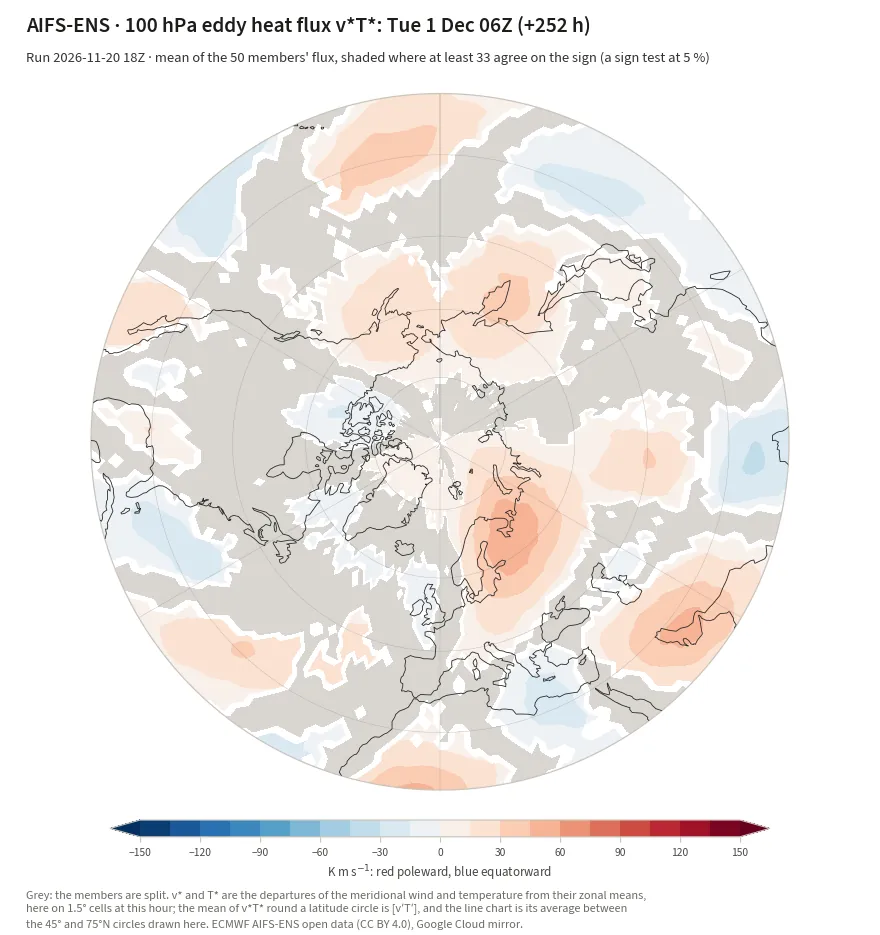 AIFS-ENS · 100 hPa eddy heat flux v*T*: Tue 1 Dec 06Z (+252 h)
Run 2026-11-20 18Z · mean of the 50 members' flux, shaded where at least 33 agree on the sign (a sign test at 5 %)
−150 −120 −90 −60 −30 0 30 60 90 120 150
K m s⁻¹: red poleward, blue equatorward
Grey: the members are split. v* and T* are the departures of the meridional wind and temperature from their zonal means,
here on 1.5° cells at this hour; the mean of v*T* round a latitude circle is [v'T'], and the line chart is its average between
the 45° and 75°N circles drawn here. ECMWF AIFS-ENS open data (CC BY 4.0), Google Cloud mirror.